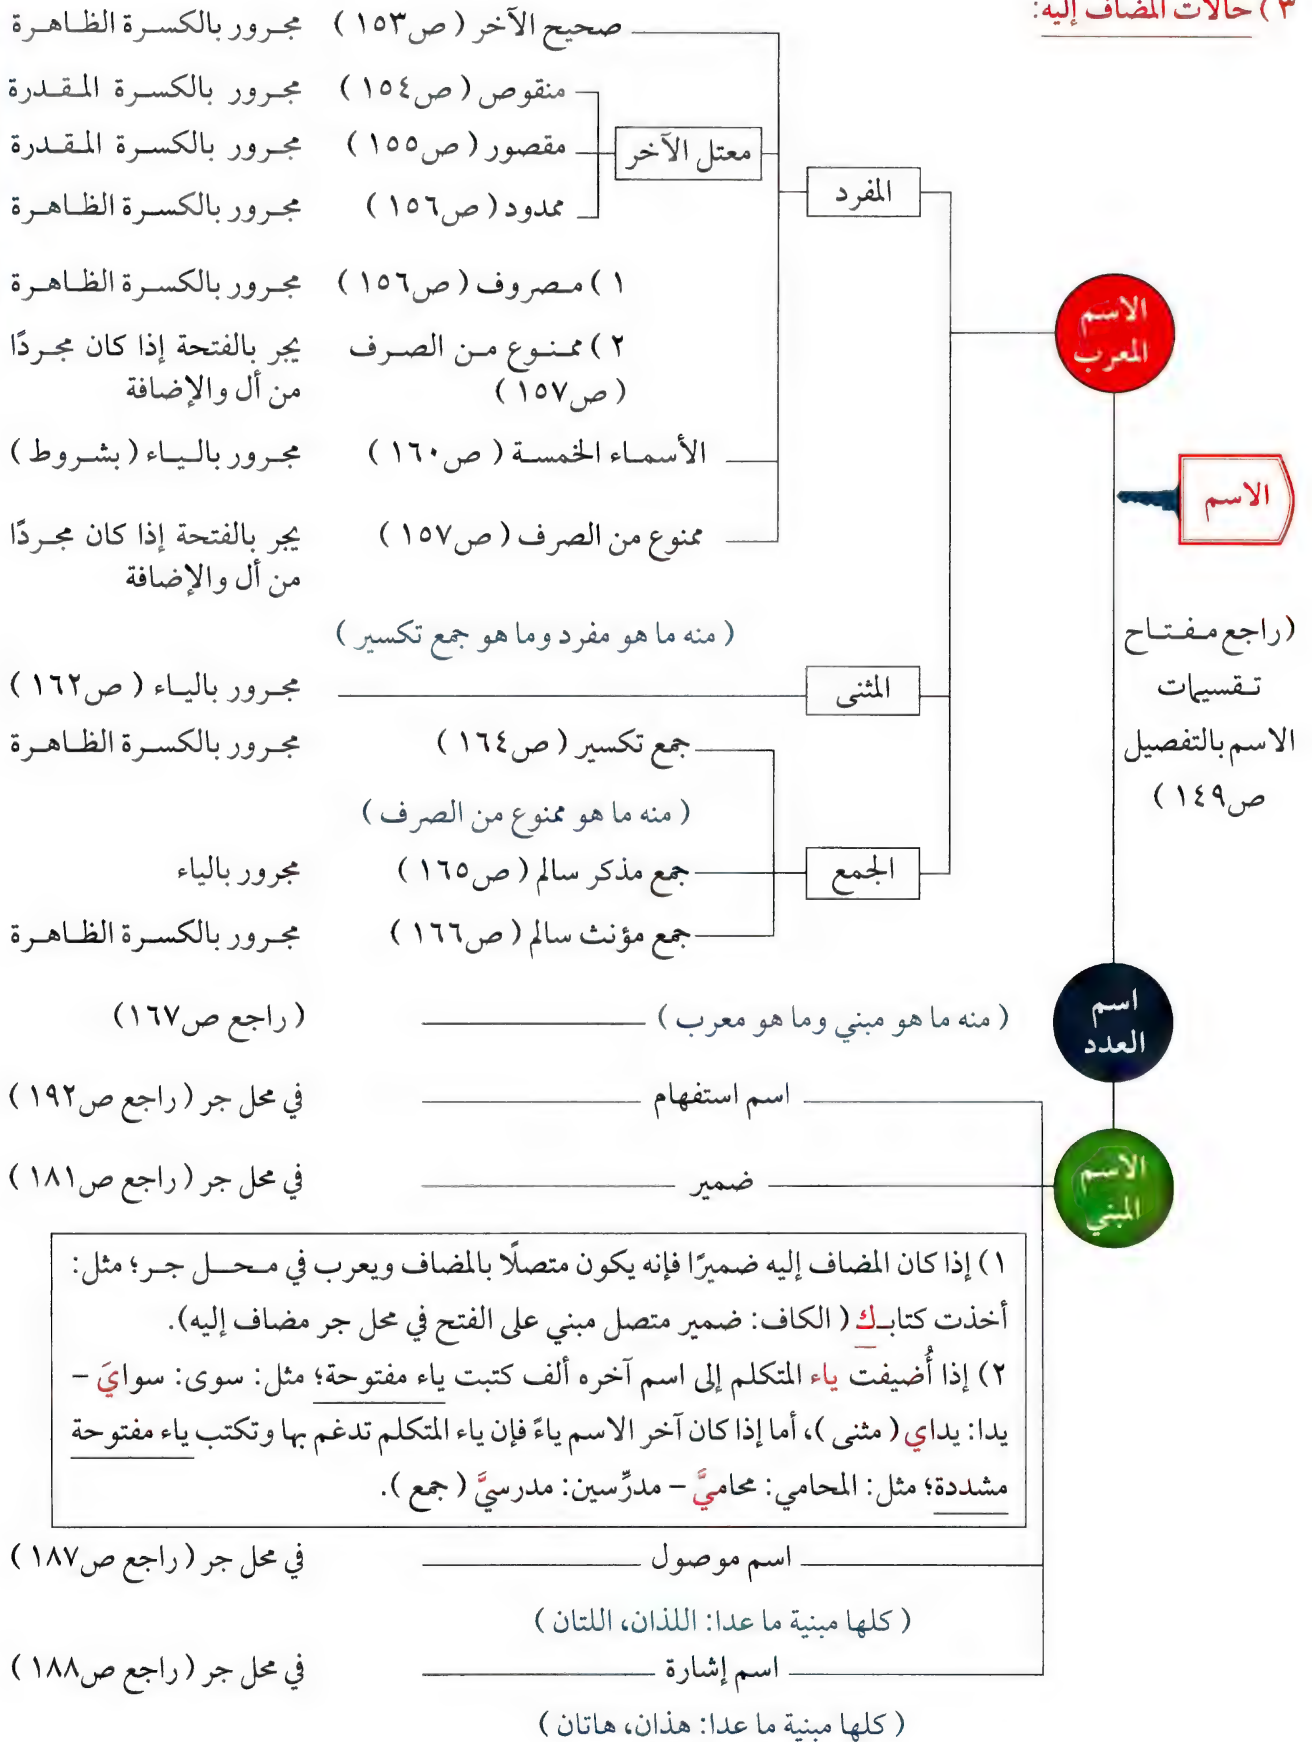 ٣ ) حالات المضاف إليه:
صحيح الآخر ( ص١٥٣ ) مجرور بالكسرة الظاهرة
منقوص ( ص١٥٤ ) مجرور بالكسرة المقدرة
معتل الآخر
مقصور ( ص١٥٥ ) مجرور بالكسرة المقدرة
المفرد
ممدود ( ص١٥٦ ) مجرور بالكسرة الظاهرة
١ ) مصروف ( ص١٥٦ ) مجرور بالكسرة الظاهرة
الاسم
المعرب
٢ ) ممنوع من الصرف يجر بالفتحة إذا كان مجردًا
( ص١٥٧ ) من أل والإضافة
الأسماء الخمسة ( ص١٦٠ ) مجرور بالياء ( بشروط )
الاسم
ممنوع من الصرف ( ص١٥٧ ) يجر بالفتحة إذا كان مجردًا
من أل والإضافة
( منه ما هو مفرد وما هو جمع تكسير )
(راجع مفتاح
تقسيمات
الاسم بالتفصيل
ص١٤٩ )
المثنى مجرور بالياء ( ص١٦٢ )
جمع تكسير ( ص١٦٤ ) مجرور بالكسرة الظاهرة
( منه ما هو ممنوع من الصرف )
الجمع جمع مذكر سالم ( ص١٦٥ ) مجرور بالياء
جمع مؤنث سالم ( ص١٦٦ ) مجرور بالكسرة الظاهرة
اسم
العدد
( منه ما هو مبني وما هو معرب ) ( راجع ص١٦٧)
اسم استفهام في محل جر ( راجع ص١٩٢ )
الاسم
المبني
ضمير في محل جر ( راجع ص١٨١ )
١ ) إذا كان المضاف إليه ضميرًا فإنه يكون متصلًا بالمضاف ويعرب في محل جر؛ مثل:
أخذت كتابـك ( الكاف: ضمير متصل مبني على الفتح في محل جر مضاف إليه).
٢ ) إذا أُضيفت ياء المتكلم إلى اسم آخره ألف كتبت ياء مفتوحة؛ مثل: سوى: سوايَ –
يدا: يداي ( مثنى )، أما إذا كان آخر الاسم ياءً فإن ياء المتكلم تدغم بها وتكتب ياء مفتوحة
مشددة؛ مثل: المحامي: محاميَّ – مدرِّسين: مدرسيَّ ( جمع ).
اسم موصول في محل جر ( راجع ص١٨٧ )
( كلها مبنية ما عدا: اللذان، اللتان )
اسم إشارة في محل جر ( راجع ص١٨٨ )
( كلها مبنية ما عدا: هذان، هاتان )